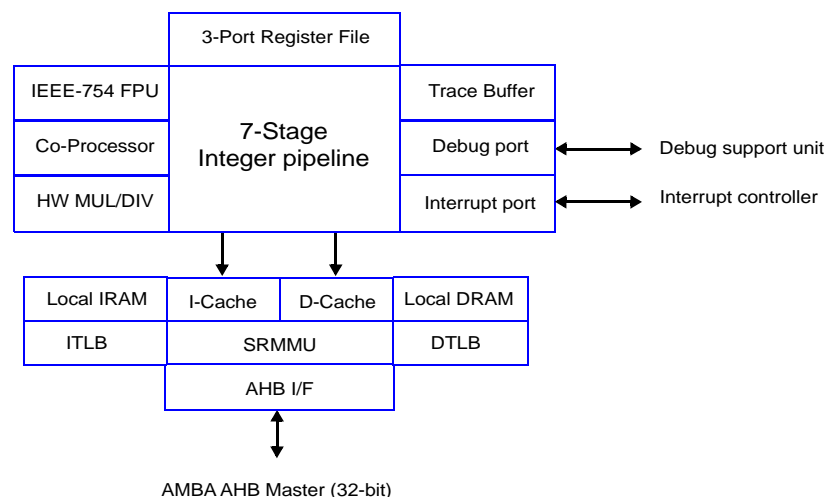 3-Port Register File
IEEE-754 FPU
Trace Buffer
7-Stage
Integer pipeline
Co-Processor
Debug port
Debug support unit
HW MUL/DIV
Interrupt port
Interrupt controller
Local IRAM
I-Cache
D-Cache
Local DRAM
ITLB
SRMMU
DTLB
AHB I/F
AMBA AHB Master (32-bit)